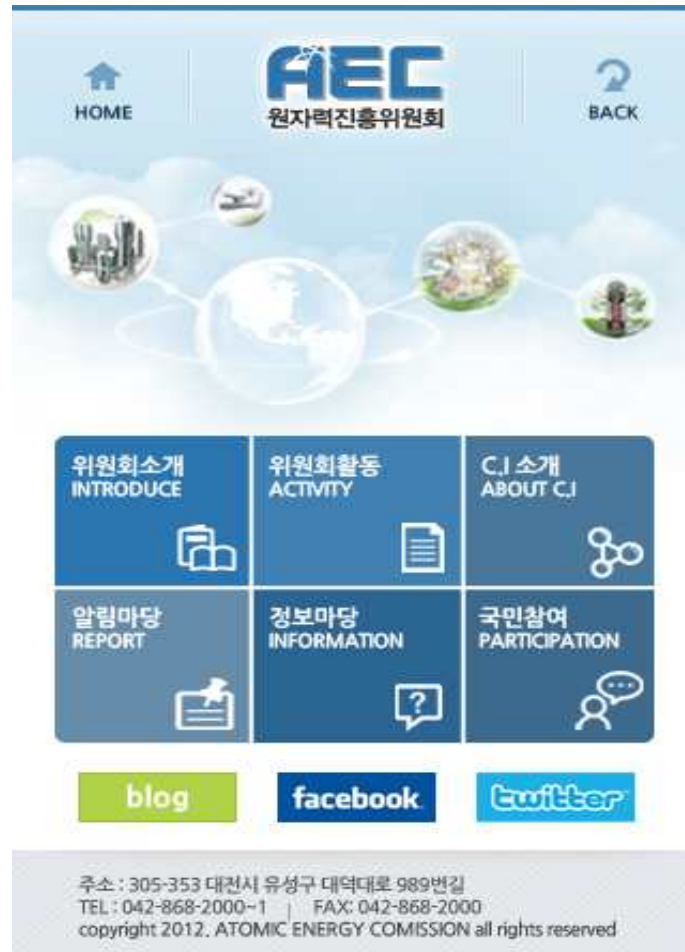 HOME
AEC
원자력진흥위원회
BACK
위원회소개
INTRODUCE
위원회활동
ACTIVITY
C.I 소개
ABOUT C.I
알림마당
REPORT
정보마당
INFORMATION
국민참여
PARTICIPATION
blog
facebook
twitter
주소 : 305-353 대전시 유성구 대덕대로 989번길
TEL : 042-868-2000~1 | FAX: 042-868-2000
copyright 2012. ATOMIC ENERGY COMISSION all rights reserved